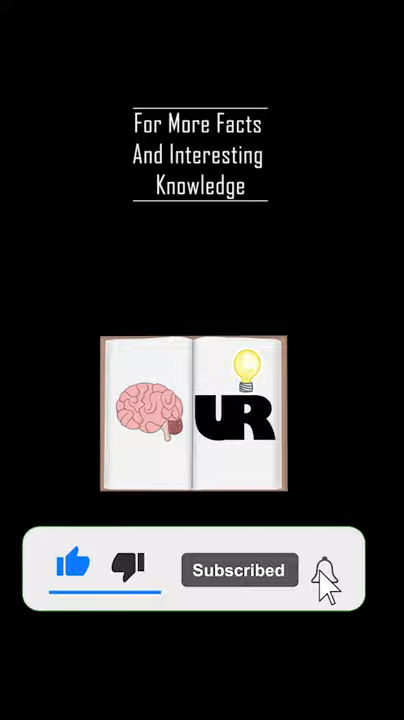 For More Facts
And Interesting
Knowledge
UR
Subscribed